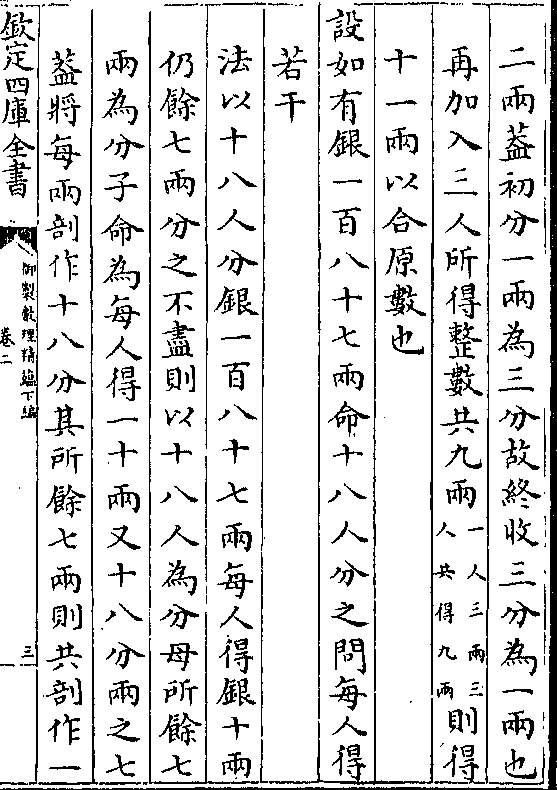 二兩葢初分一兩為三分故終收三分為一兩也
再加入三人所得整數共九兩一人三兩三人共得九兩則得
十一兩以合原數也
設如有銀一百八十七兩命十八人分之問每人得
若干
法以十八人分銀一百八十七兩每人得銀十兩
仍餘七兩分之不盡則以十八人為分母所餘七
兩為分子命為每人得一十兩又十八分兩之七
葢將每兩剖作十八分其所餘七兩則共剖作一
欽定四庫全書
御製數理精蘊下編
卷二
三